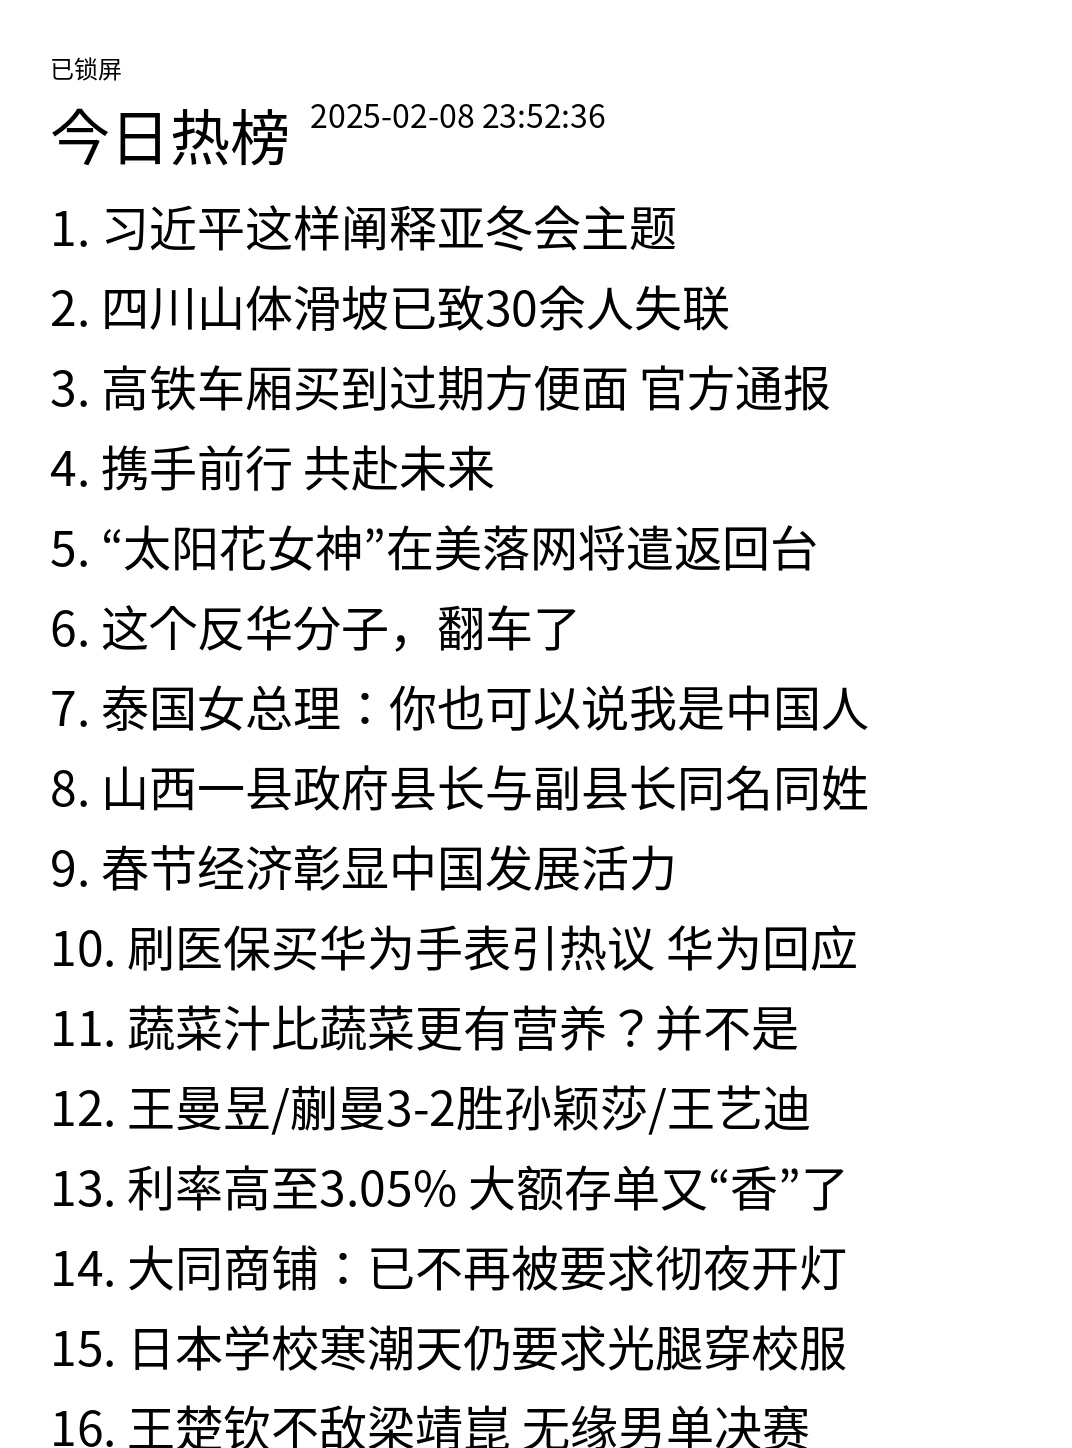 已锁屏
今日热榜 2025-02-08 23:52:36
1. 习近平这样阐释亚冬会主题
2. 四川山体滑坡已致30余人失联
3. 高铁车厢买到过期方便面 官方通报
4. 携手前行 共赴未来
5. “太阳花女神”在美落网将遣返回台
6. 这个反华分子，翻车了
7. 泰国女总理：你也可以说我是中国人
8. 山西一县政府县长与副县长同名同姓
9. 春节经济彰显中国发展活力
10. 刷医保买华为手表引热议 华为回应
11. 蔬菜汁比蔬菜更有营养？并不是
12. 王曼昱/蒯曼3-2胜孙颖莎/王艺迪
13. 利率高至3.05% 大额存单又“香”了
14. 大同商铺：已不再被要求彻夜开灯
15. 日本学校寒潮天仍要求光腿穿校服
16. 王楚钦不敌梁靖崑 无缘男单决赛